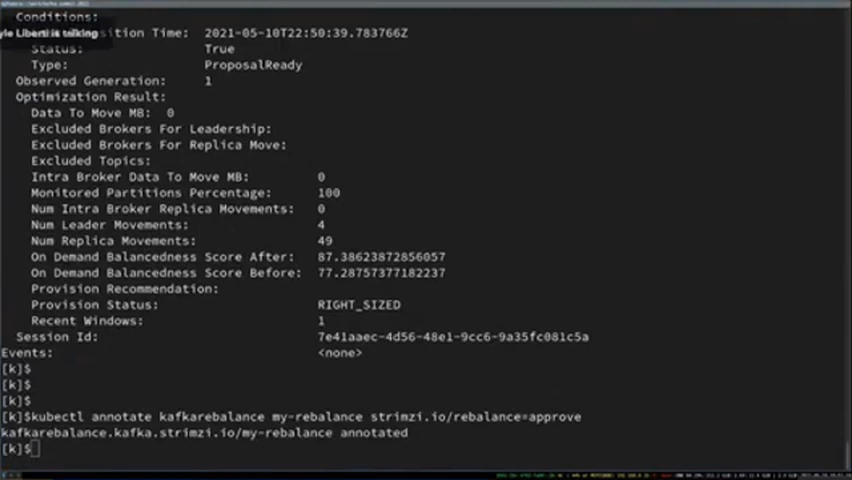 Conditions:
yle Liberti is talking
sition Time: 2021-05-10T22:50:39.783766Z
Status: True
Type: ProposalReady
Observed Generation: 1
Optimization Result:
Data To Move MB: 0
Excluded Brokers For Leadership:
Excluded Brokers For Replica Move:
Excluded Topics:
Intra Broker Data To Move MB: 0
Monitored Partitions Percentage: 100
Num Intra Broker Replica Movements: 0
Num Leader Movements: 4
Num Replica Movements: 49
On Demand Balancedness Score After: 87.38623872856057
On Demand Balancedness Score Before: 77.28757377182237
Provision Recommendation:
Provision Status: RIGHT_SIZED
Recent Windows: 1
Session Id: 7e41aaec-4d56-48e1-9cc6-9a35fc081c5a
Events: <none>
[k]$
[k]$
[k]$
[k]$kubectl annotate kafkarebalance my-rebalance strimzi.io/rebalance=approve
kafkarebalance.kafka.strimzi.io/my-rebalance annotated
[k]$